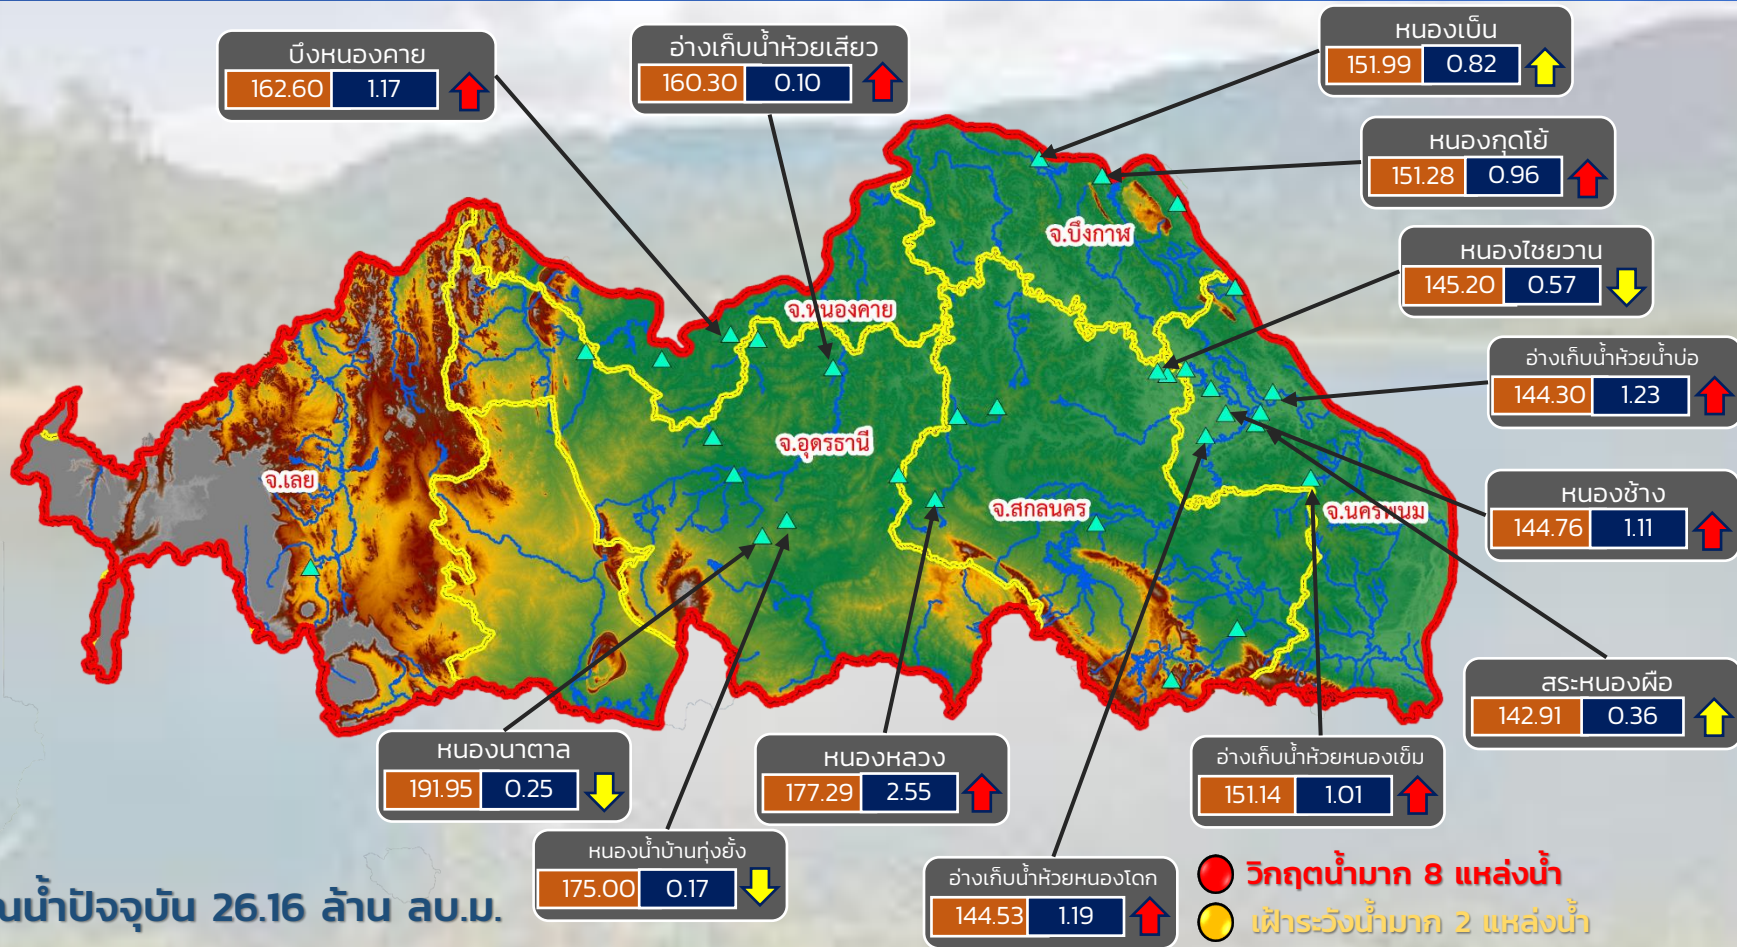 บึงหนองคาย
162.60 1.17
อ่างเก็บน้ำห้วยเสียว
160.30 0.10
หนองเบ็น
151.99 0.82
หนองกุดโย้
151.28 0.96
หนองไชยวาน
145.20 0.57
อ่างเก็บน้ำห้วยน้ำบ่อ
144.30 1.23
หนองช้าง
144.76 1.11
สระหนองผือ
142.91 0.36
จ.บึงกาฬ
จ.หนองคาย
จ.อุดรธานี
จ.เลย
จ.สกลนคร
จ.นครพนม
หนองนาตาล
191.95 0.25
หนองหลวง
177.29 2.55
อ่างเก็บน้ำห้วยหนองเข็ม
151.14 1.01
หนองน้ำบ้านทุ่งยั้ง
175.00 0.17
อ่างเก็บน้ำห้วยหนองโดก
144.53 1.19
ณน้ำปัจจุบัน 26.16 ล้าน ลบ.ม.
วิกฤตน้ำมาก 8 แหล่งน้ำ
เฝ้าระวังน้ำมาก 2 แหล่งน้ำ